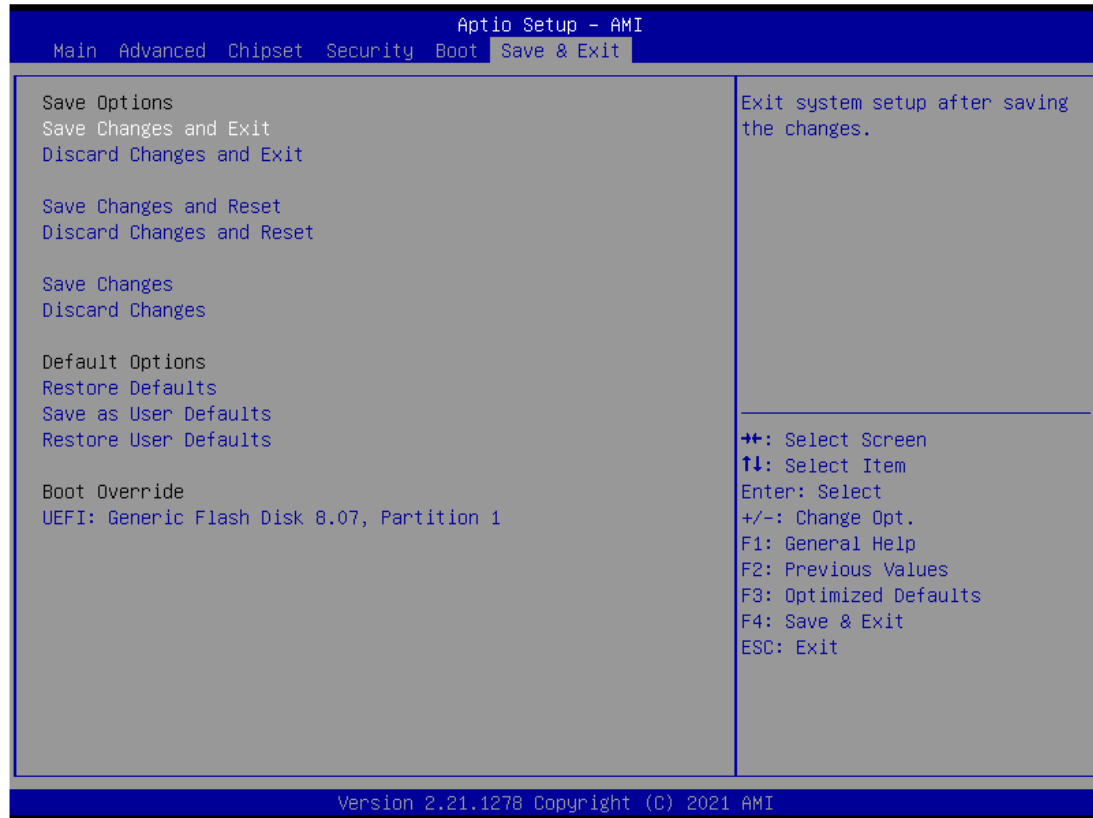 Aptio Setup – AMI
Main Advanced Chipset Security Boot Save & Exit
Save Options
Save Changes and Exit
Discard Changes and Exit
Save Changes and Reset
Discard Changes and Reset
Save Changes
Discard Changes
Default Options
Restore Defaults
Save as User Defaults
Restore User Defaults
Boot Override
UEFI: Generic Flash Disk 8.07, Partition 1
Exit system setup after saving
the changes.
→←: Select Screen
↑↓: Select Item
Enter: Select
+/-: Change Opt.
F1: General Help
F2: Previous Values
F3: Optimized Defaults
F4: Save & Exit
ESC: Exit
Version 2.21.1278 Copyright (C) 2021 AMI